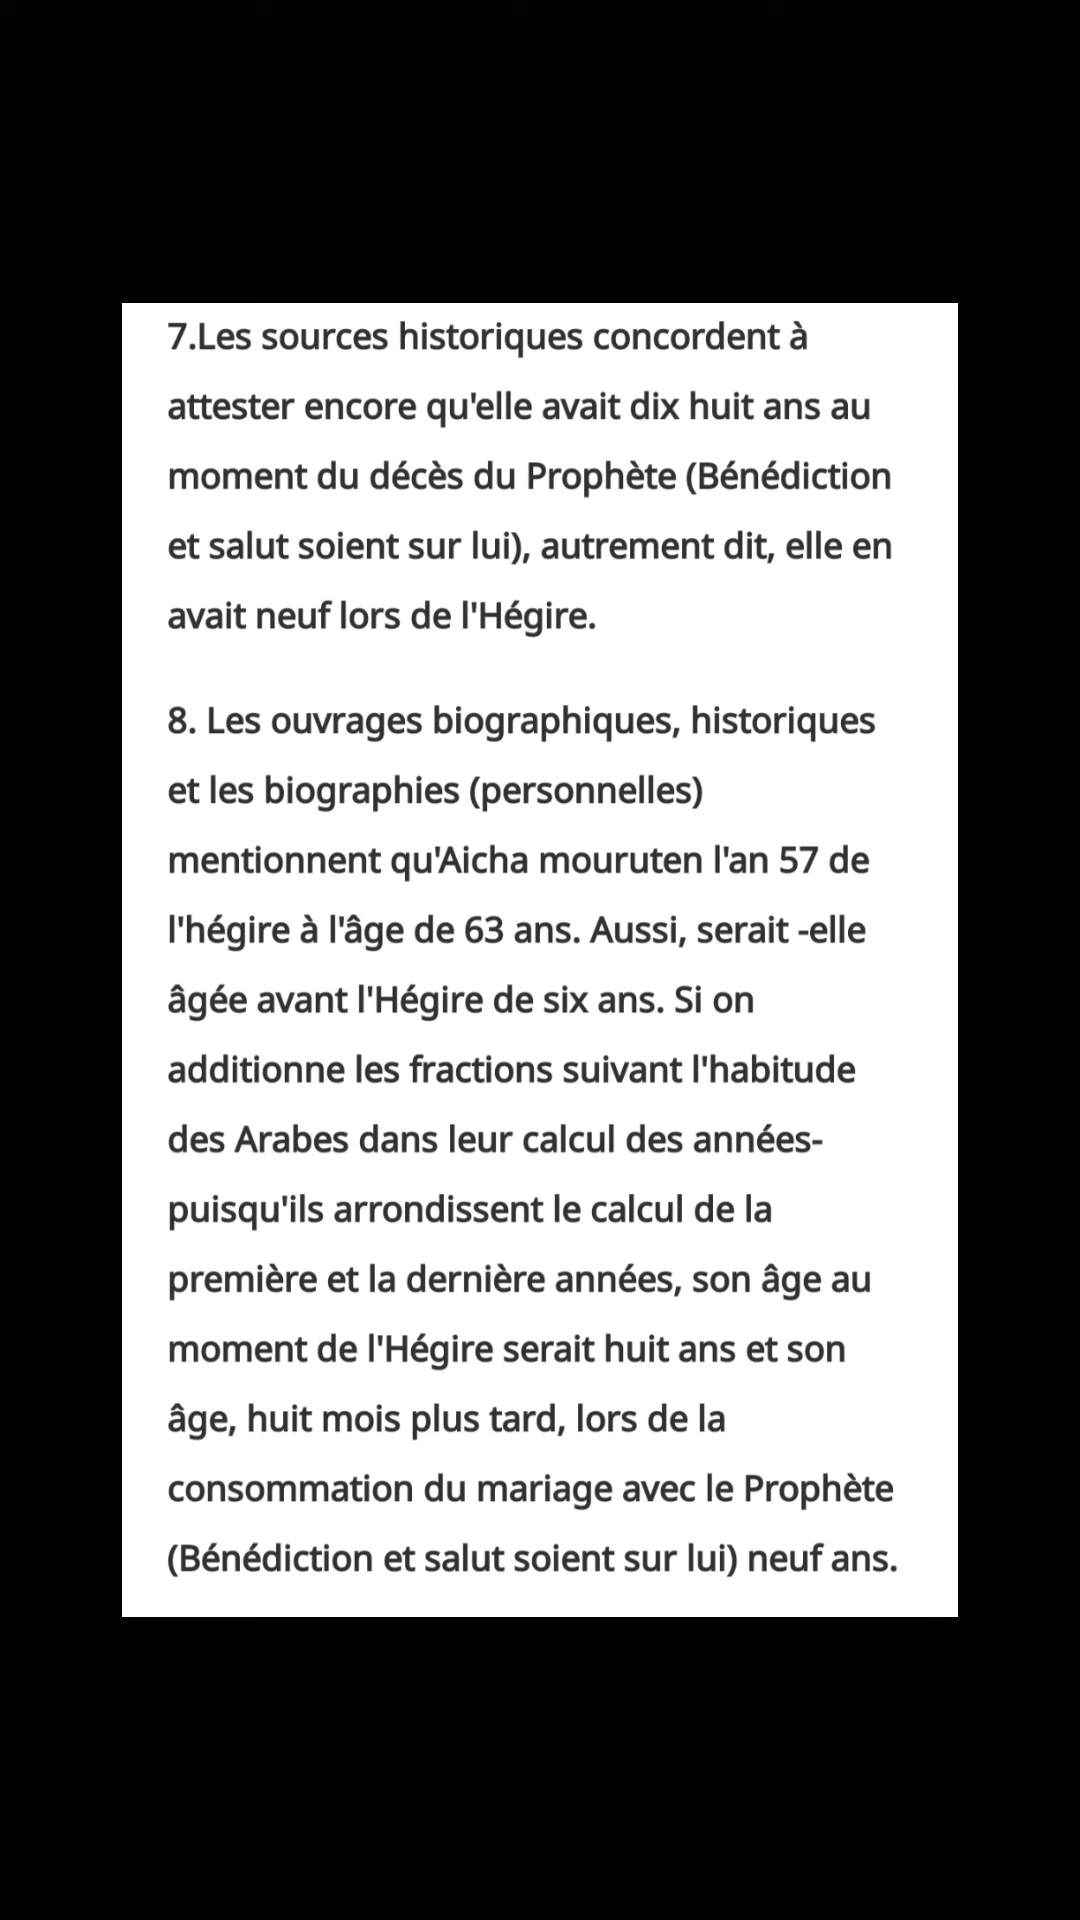 7.Les sources historiques concordent à
attester encore qu'elle avait dix huit ans au
moment du décès du Prophète (Bénédiction
et salut soient sur lui), autrement dit, elle en
avait neuf lors de l'Hégire.
8. Les ouvrages biographiques, historiques
et les biographies (personnelles)
mentionnent qu'Aicha mouruten l'an 57 de
l'hégire à l'âge de 63 ans. Aussi, serait -elle
âgée avant l'Hégire de six ans. Si on
additionne les fractions suivant l'habitude
des Arabes dans leur calcul des années-
puisqu'ils arrondissent le calcul de la
première et la dernière années, son âge au
moment de l'Hégire serait huit ans et son
âge, huit mois plus tard, lors de la
consommation du mariage avec le Prophète
(Bénédiction et salut soient sur lui) neuf ans.